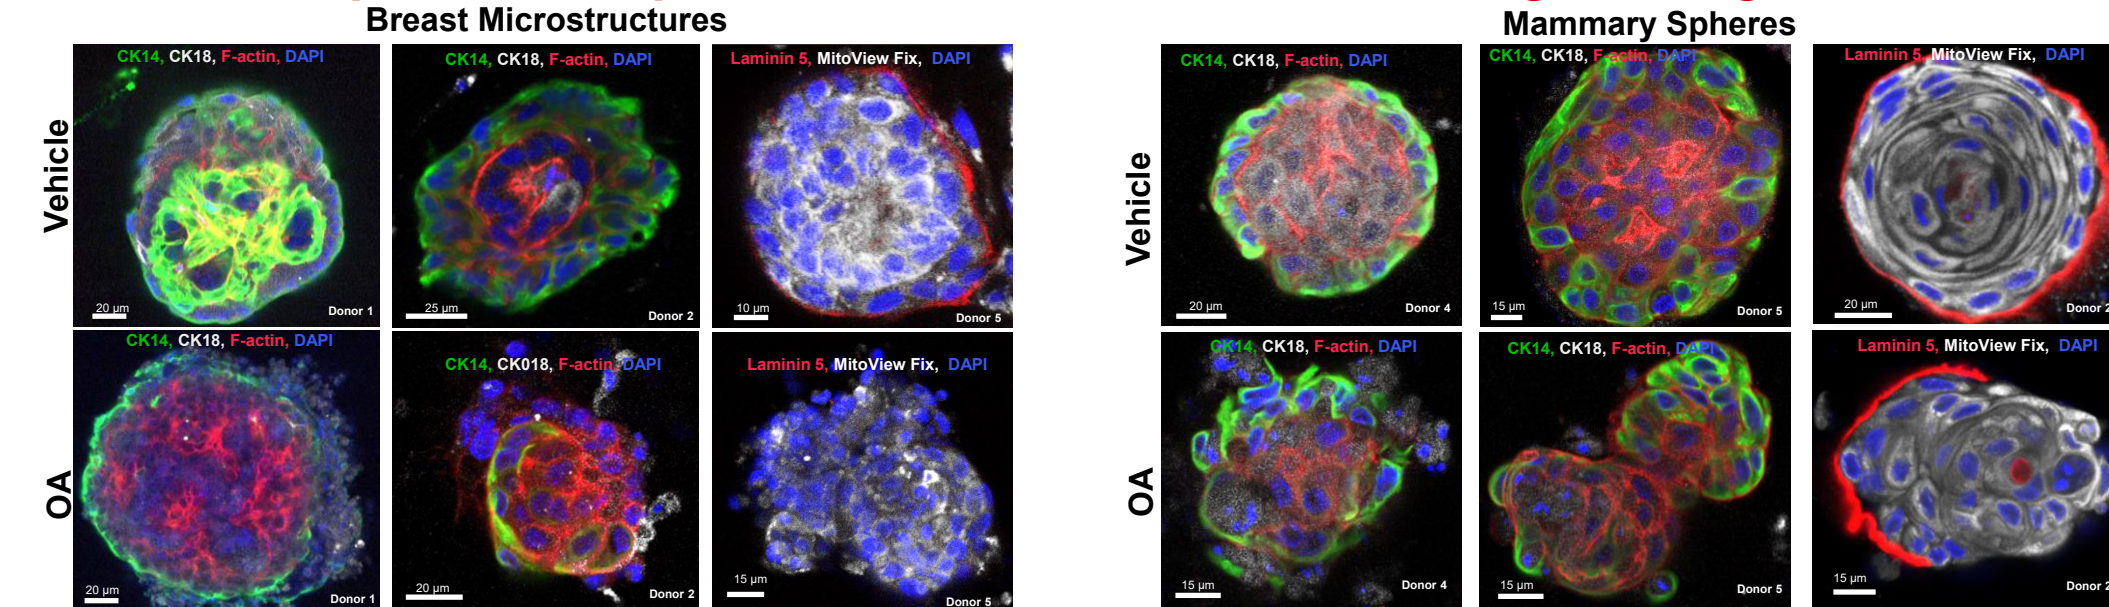 Breast Microstructures
Mammary Spheres
Vehicle
CK14, CK18, F-actin, DAPI
20 µm
Donor 1
CK14, CK18, F-actin, DAPI
25 µm
Donor 2
Laminin 5, MitoView Fix, DAPI
10 µm
Donor 5
Vehicle
CK14, CK18, F-actin, DAPI
20 µm
Donor 4
CK14, CK18, F-actin, DAPI
15 µm
Donor 5
Laminin 5, MitoView Fix, DAPI
20 µm
Donor 2
OA
CK14, CK18, F-actin, DAPI
20 µm
Donor 1
CK14, CK018, F-actin, DAPI
20 µm
Donor 2
Laminin 5, MitoView Fix, DAPI
15 µm
Donor 5
OA
CK14, CK18, F-actin, DAPI
15 µm
Donor 4
CK14, CK18, F-actin, DAPI
15 µm
Donor 5
Laminin 5, MitoView Fix, DAPI
15 µm
Donor 2